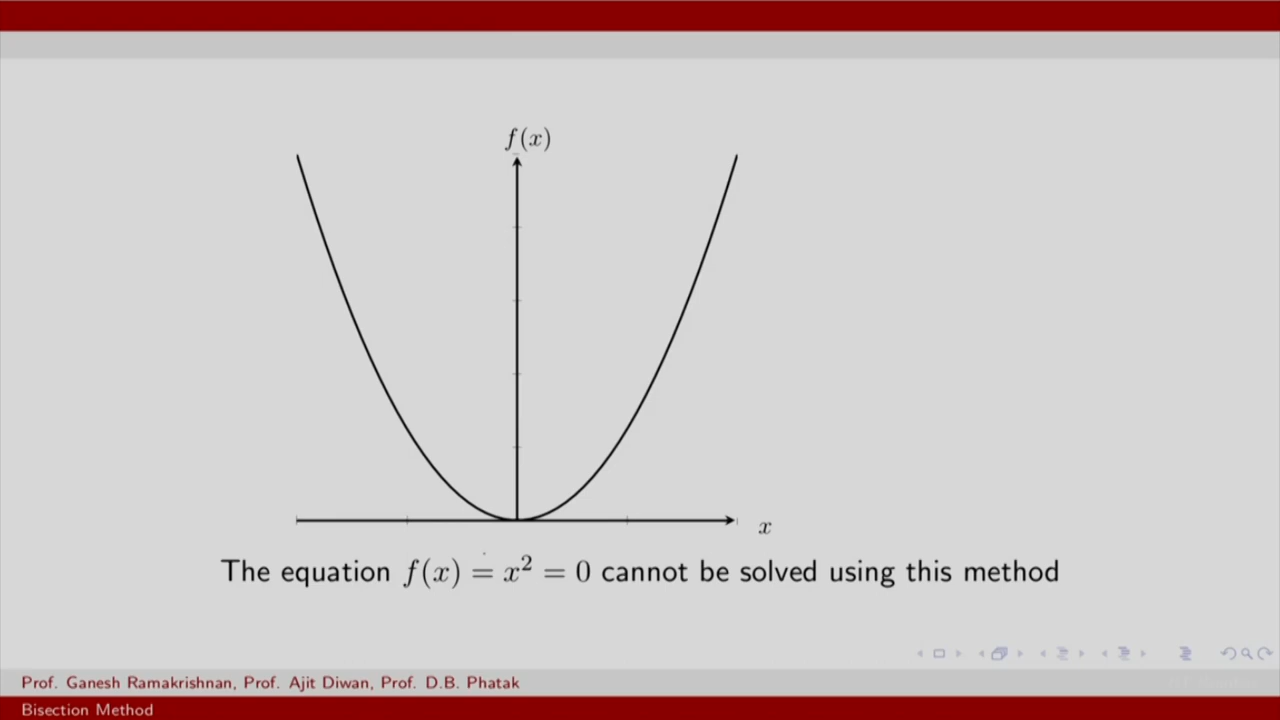 f(x)
x
The equation f(x) = x² = 0 cannot be solved using this method
Prof. Ganesh Ramakrishnan, Prof. Ajit Diwan, Prof. D.B. Phatak
Bisection Method